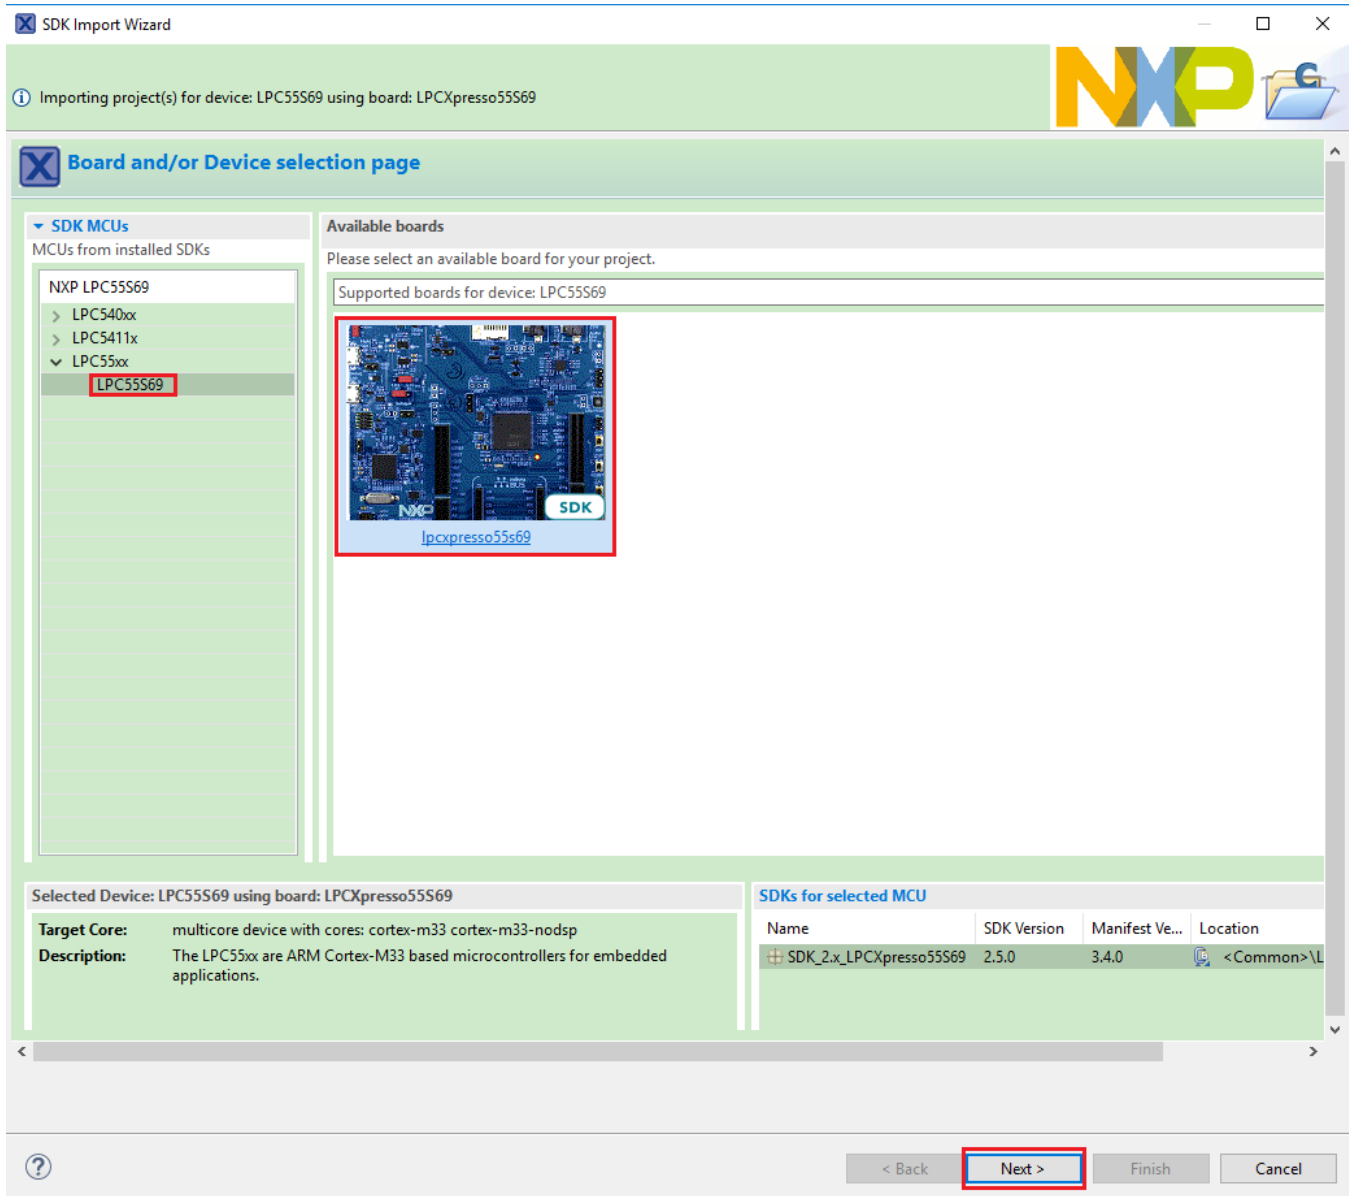 SDK Import Wizard
Importing project(s) for device: LPC55S69 using board: LPCXpresso55S69
NXP
Board and/or Device selection page
SDK MCUs
MCUs from installed SDKs
NXP LPC55S69
LPC540xx
LPC5411x
LPC55xx
LPC55S69
Available boards
Please select an available board for your project.
Supported boards for device: LPC55S69
NXP
SDK
lpcxpresso55s69
Selected Device: LPC55S69 using board: LPCXpresso55S69
Target Core: multicore device with cores: cortex-m33 cortex-m33-nodsp
Description: The LPC55xx are ARM Cortex-M33 based microcontrollers for embedded
applications.
SDKs for selected MCU
Name SDK Version Manifest Ve... Location
SDK_2.x_LPCXpresso55S69 2.5.0 3.4.0 <Common>\L
< Back Next > Finish Cancel